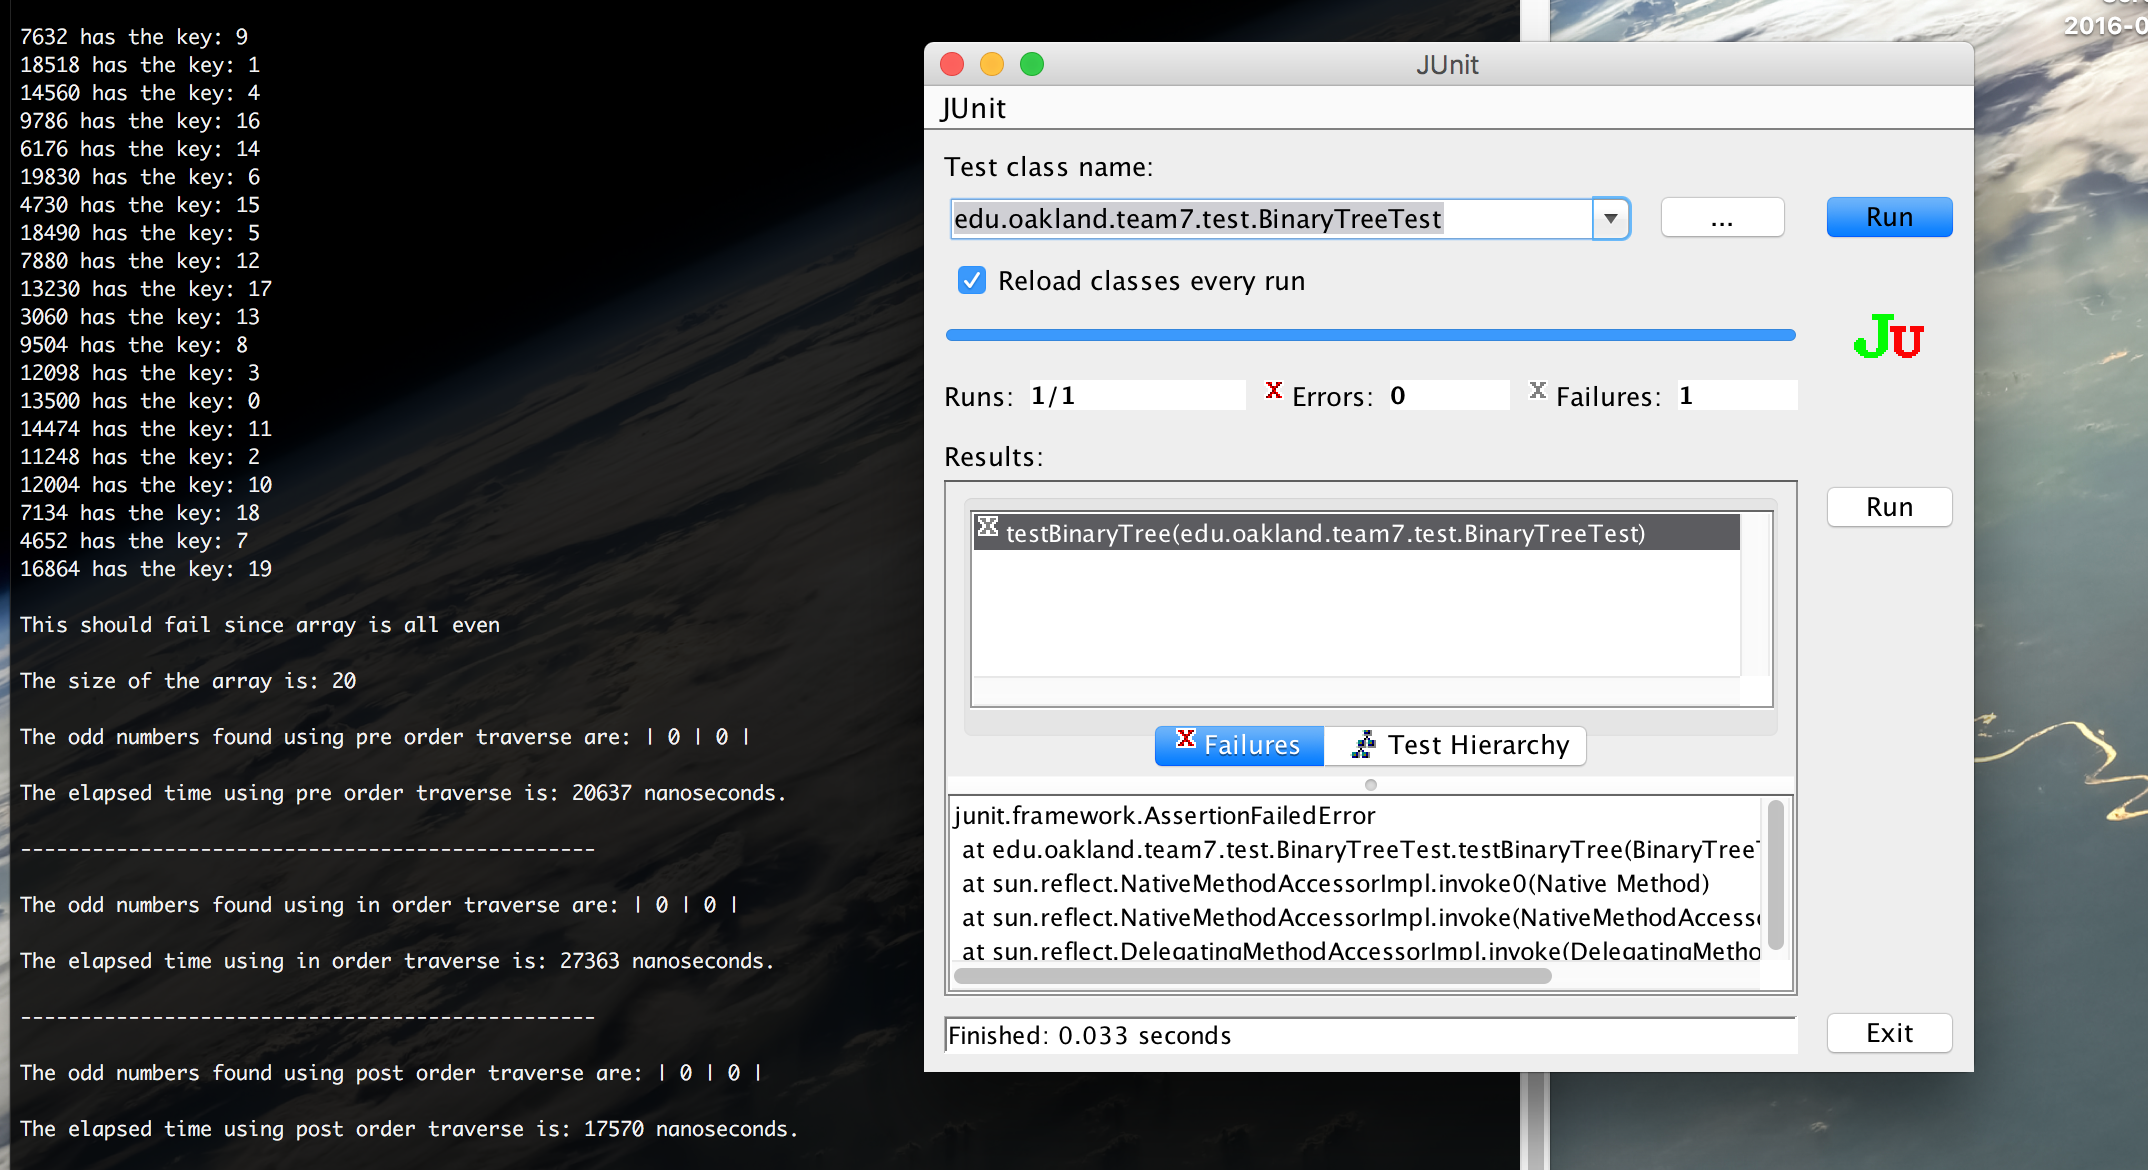 7632 has the key: 9
18518 has the key: 1
14560 has the key: 4
9786 has the key: 16
6176 has the key: 14
19830 has the key: 6
4730 has the key: 15
18490 has the key: 5
7880 has the key: 12
13230 has the key: 17
3060 has the key: 13
9504 has the key: 8
12098 has the key: 3
13500 has the key: 0
14474 has the key: 11
11248 has the key: 2
12004 has the key: 10
7134 has the key: 18
4652 has the key: 7
16864 has the key: 19
This should fail since array is all even
The size of the array is: 20
The odd numbers found using pre order traverse are: | 0 | 0 |
The elapsed time using pre order traverse is: 20637 nanoseconds.
------------------------------------------------
The odd numbers found using in order traverse are: | 0 | 0 |
The elapsed time using in order traverse is: 27363 nanoseconds.
------------------------------------------------
The odd numbers found using post order traverse are: | 0 | 0 |
The elapsed time using post order traverse is: 17570 nanoseconds.
JUnit
JUnit
Test class name:
edu.oakland.team7.test.BinaryTreeTest
...
Run
Reload classes every run
JU
Runs: 1/1 X Errors: 0 X Failures: 1
Results:
testBinaryTree(edu.oakland.team7.test.BinaryTreeTest)
Run
Failures
Test Hierarchy
junit.framework.AssertionFailedError
at edu.oakland.team7.test.BinaryTreeTest.testBinaryTree(BinaryTree
at sun.reflect.NativeMethodAccessorImpl.invoke0(Native Method)
at sun.reflect.NativeMethodAccessorImpl.invoke(NativeMethodAccess
at sun.reflect.DelegatingMethodAccessorImpl.invoke(DelegatingMetho
Finished: 0.033 seconds
Exit
2016-0